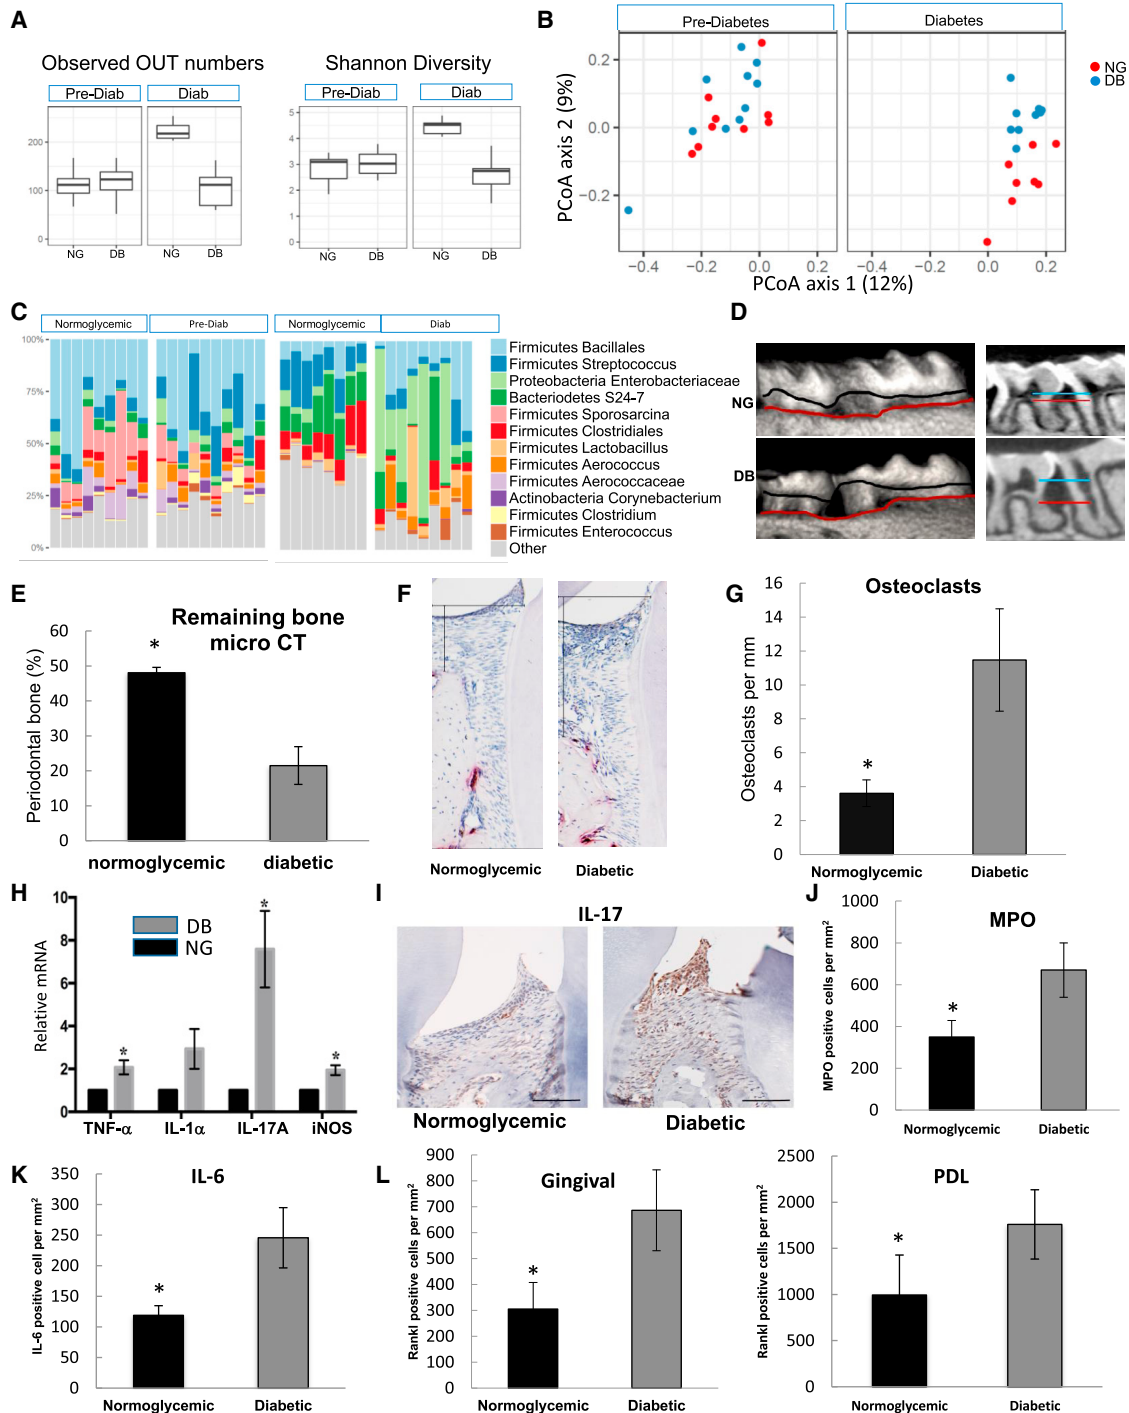 A
Observed OUT numbers
Shannon Diversity
Pre-Diab
Diab
Pre-Diab
Diab
200
100
0
5
4
3
2
1
0
NG
DB
NG
DB
NG
DB
NG
DB
B
Pre-Diabetes
Diabetes
NG
DB
PCoA axis 2 (9%)
0.2
0.0
−0.2
−0.4
−0.2
0.0
0.2
−0.4
−0.2
0.0
0.2
PCoA axis 1 (12%)
C
Normoglycemic
Pre-Diab
Normoglycemic
Diab
100%
75%
50%
25%
0%
Firmicutes Bacillales
Firmicutes Streptococcus
Proteobacteria Enterobacteriaceae
Bacteriodetes S24-7
Firmicutes Sporosarcina
Firmicutes Clostridiales
Firmicutes Lactobacillus
Firmicutes Aerococcus
Firmicutes Aerococcaceae
Actinobacteria Corynebacterium
Firmicutes Clostridium
Firmicutes Enterococcus
Other
D
NG
DB
E
Remaining bone
micro CT
Periodontal bone (%)
60
50
40
30
20
10
0
*
normoglycemic
diabetic
F
Normoglycemic
Diabetic
G
Osteoclasts
Osteoclasts per mm
16
14
12
10
8
6
4
2
0
*
Normoglycemic
Diabetic
H
DB
NG
Relative mRNA
10
8
6
4
2
0
*
*
*
TNF-α
IL-1α
IL-17A
iNOS
I
IL-17
Normoglycemic
Diabetic
J
MPO
MPO positive cells per mm²
1000
800
600
400
200
0
*
Normoglycemic
Diabetic
K
IL-6
IL-6 positive cell per mm²
350
300
250
200
150
100
50
0
*
Normoglycemic
Diabetic
L
Gingival
Rankl positive cells per mm²
900
800
700
600
500
400
300
200
100
0
*
Normoglycemic
Diabetic
PDL
Rankl positive cells per mm²
2500
2000
1500
1000
500
0
*
Normoglycemic
Diabetic